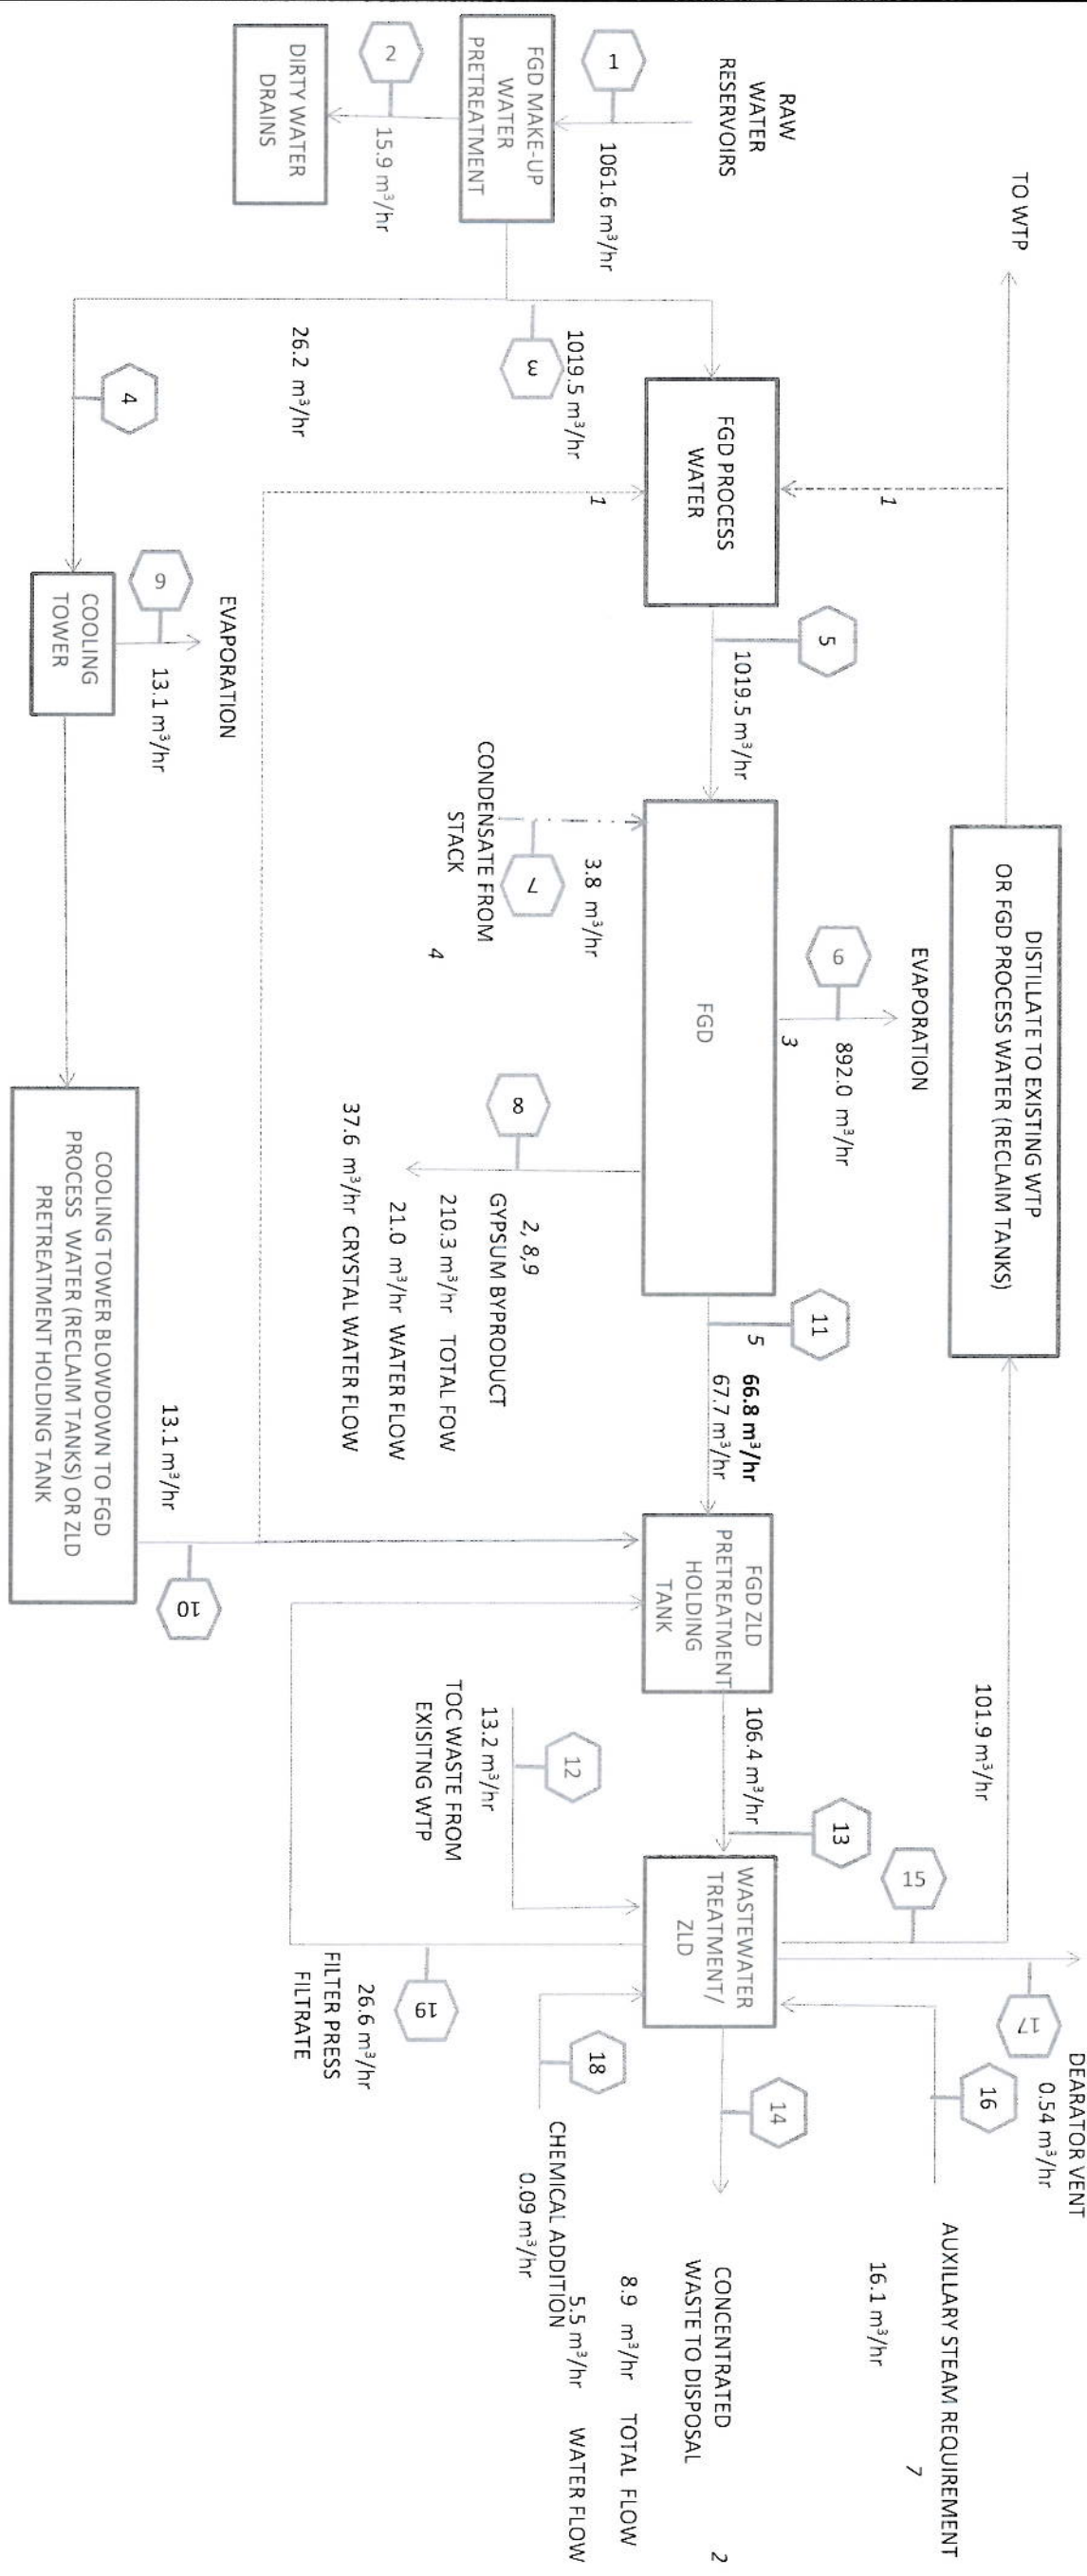 TO WTP
DISTILLATE TO EXISTING WTP
OR FGD PROCESS WATER (RECLAIM TANKS)
101.9 m³/hr
15
17
DEARATOR VENT
0.54 m³/hr
16
AUXILLARY STEAM REQUIREMENT
7
16.1 m³/hr
RAW
WATER
RESERVOIRS
1
1061.6 m³/hr
FGD MAKE-UP
WATER
PRETREATMENT
2
15.9 m³/hr
DIRTY WATER
DRAINS
3
1019.5 m³/hr
1
FGD PROCESS
WATER
1
5
1019.5 m³/hr
EVAPORATION
6
892.0 m³/hr
3
FGD
3.8 m³/hr
7
CONDENSATE FROM
STACK
4
8
2, 8,9
GYPSUM BYPRODUCT
210.3 m³/hr TOTAL FOW
21.0 m³/hr WATER FLOW
37.6 m³/hr CRYSTAL WATER FLOW
11
5
66.8 m³/hr
67.7 m³/hr
FGD ZLD
PRETREATMENT
HOLDING
TANK
106.4 m³/hr
13
WASTEWATER
TREATMENT/
ZLD
12
13.2 m³/hr
TOC WASTE FROM
EXISITNG WTP
14
CONCENTRATED
WASTE TO DISPOSAL
2
8.9 m³/hr TOTAL FLOW
5.5 m³/hr WATER FLOW
18
CHEMICAL ADDITION
0.09 m³/hr
19
26.6 m³/hr
FILTER PRESS
FILTRATE
26.2 m³/hr
4
EVAPORATION
9
13.1 m³/hr
COOLING
TOWER
13.1 m³/hr
10
COOLING TOWER BLOWDOWN TO FGD
PROCESS WATER (RECLAIM TANKS) OR ZLD
PRETREATMENT HOLDING TANK